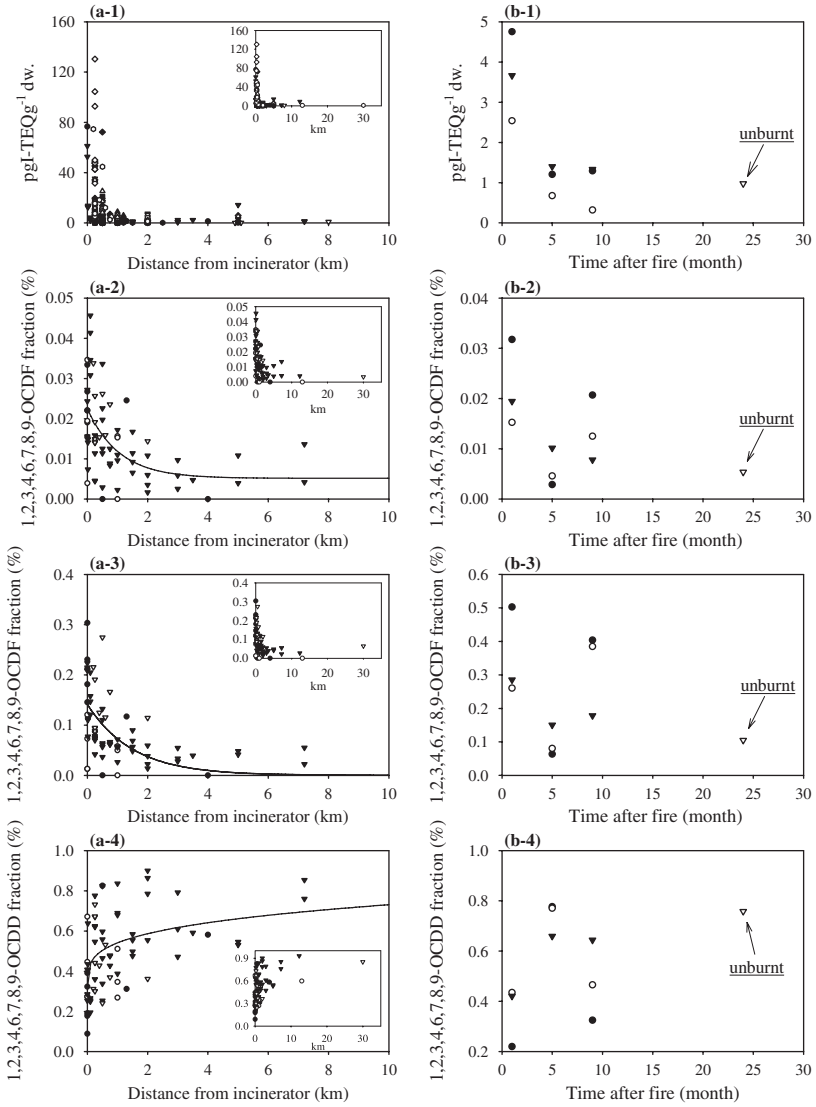 (a-1)
pgI-TEQg⁻¹ dw.
160
120
80
40
0
0 2 4 6 8 10
Distance from incinerator (km)
160
120
80
40
0
0 10 20 30
km
(b-1)
pgI-TEQg⁻¹ dw.
5
4
3
2
1
0
0 5 10 15 20 25 30
Time after fire (month)
unburnt
(a-2)
1,2,3,4,6,7,8,9-OCDF fraction (%)
0.05
0.04
0.03
0.02
0.01
0.00
0 2 4 6 8 10
Distance from incinerator (km)
0.05
0.04
0.03
0.02
0.01
0.00
0 10 20 30
km
(b-2)
1,2,3,4,6,7,8,9-OCDF fraction (%)
0.04
0.03
0.02
0.01
0.00
0 5 10 15 20 25 30
Time after fire (month)
unburnt
(a-3)
1,2,3,4,6,7,8,9-OCDF fraction (%)
0.4
0.3
0.2
0.1
0.0
0 2 4 6 8 10
Distance from incinerator (km)
0.4
0.3
0.2
0.1
0.0
0 10 20 30
km
(b-3)
1,2,3,4,6,7,8,9-OCDF fraction (%)
0.6
0.5
0.4
0.3
0.2
0.1
0.0
0 5 10 15 20 25 30
Time after fire (month)
unburnt
(a-4)
1,2,3,4,6,7,8,9-OCDD fraction (%)
1.0
0.8
0.6
0.4
0.2
0.0
0 2 4 6 8 10
Distance from incinerator (km)
0.9
0.6
0.3
0.0
0 10 20 30
km
(b-4)
1,2,3,4,6,7,8,9-OCDD fraction (%)
1.0
0.8
0.6
0.4
0.2
0 5 10 15 20 25 30
Time after fire (month)
unburnt